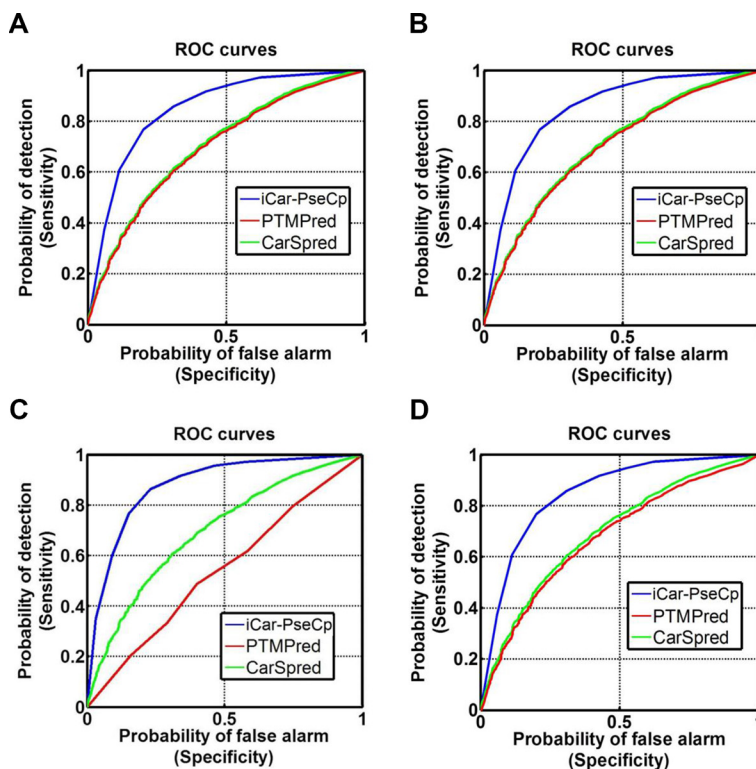 A
ROC curves
Probability of detection
(Sensitivity)
1
0.8
0.6
0.4
0.2
0
iCar-PseCp
PTMPred
CarSpred
0.5
1
Probability of false alarm
(Specificity)
B
ROC curves
Probability of detection
(Sensitivity)
1
0.8
0.6
0.4
0.2
0
iCar-PseCp
PTMPred
CarSpred
0
0.5
Probability of false alarm
(Specificity)
C
ROC curves
Probability of detection
(Sensitivity)
1
0.8
0.6
0.4
0.2
0
iCar-PseCp
PTMPred
CarSpred
0
0.5
1
Probability of false alarm
(Specificity)
D
ROC curves
Probability of detection
(Sensitivity)
1
0.8
0.6
0.4
0.2
0
iCar-PseCp
PTMPred
CarSpred
0
0.5
Probability of false alarm
(Specificity)